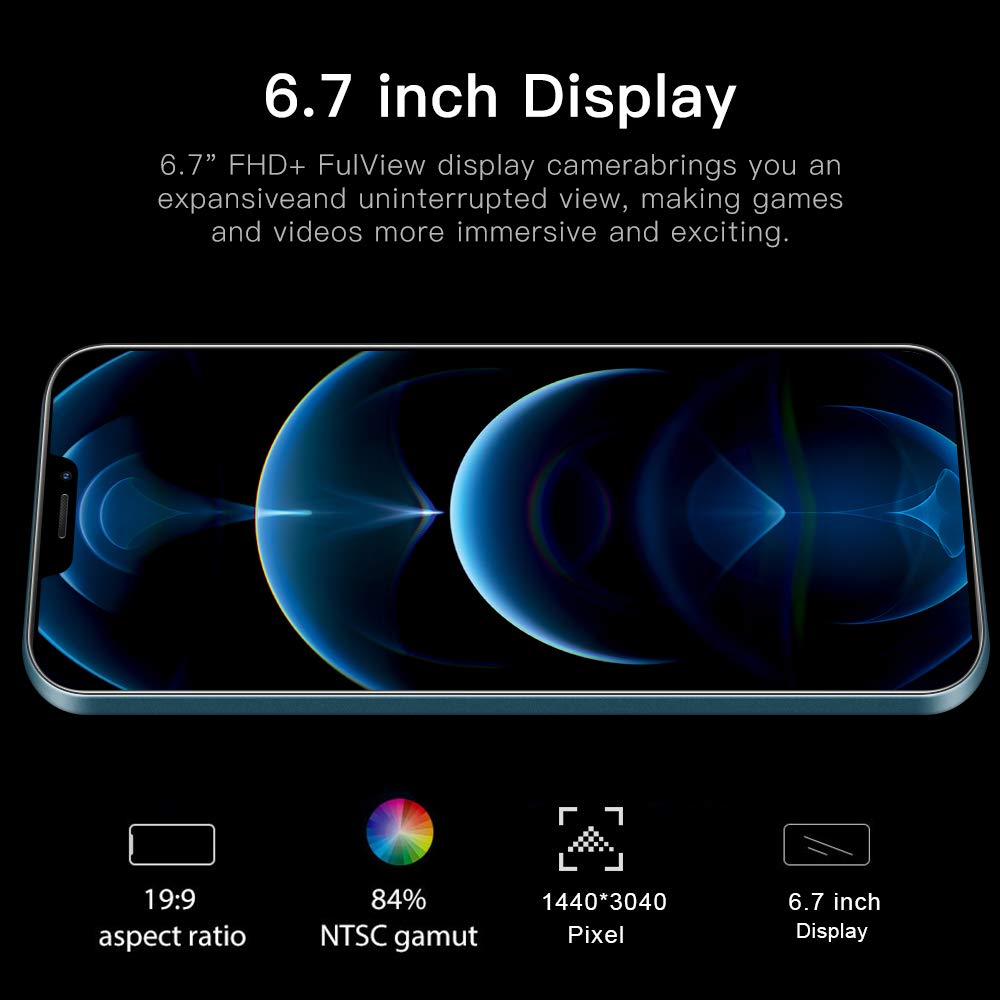 6.7 inch Display
6.7” FHD+ FulView display camerabrings you an
expansiveand uninterrupted view, making games
and videos more immersive and exciting.
19:9
aspect ratio
84%
NTSC gamut
1440*3040
Pixel
6.7 inch
Display